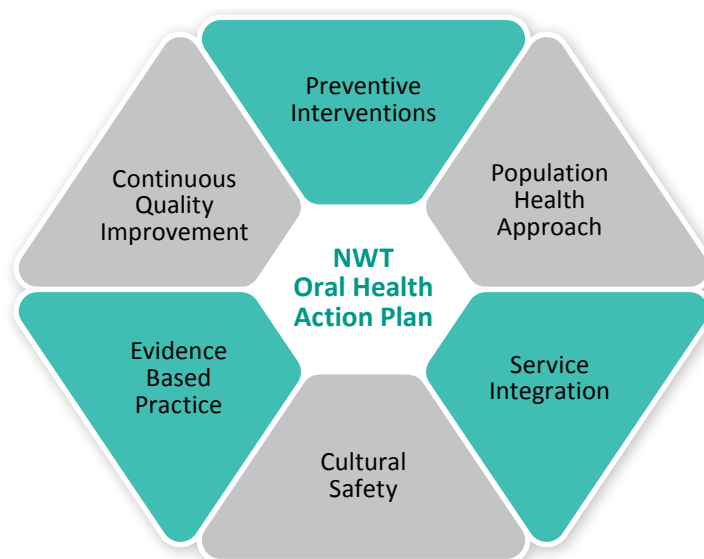 Preventive
Interventions
Population
Health
Approach
Service
Integration
Cultural
Safety
Evidence
Based
Practice
Continuous
Quality
Improvement
NWT
Oral Health
Action Plan